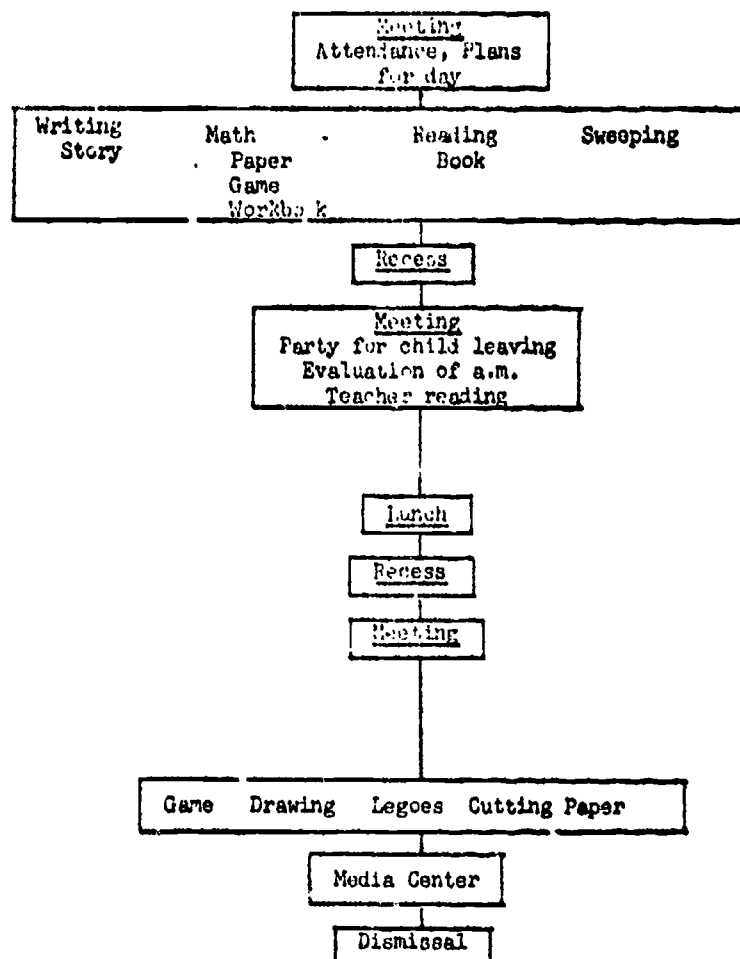 Meeting
Attendance, Plans
for day
Writing Math Reading Sweeping
Story Paper Book
Game
Workbook
Recess
Meeting
Party for child leaving
Evaluation of a.m.
Teacher reading
Lunch
Recess
Meeting
Game Drawing Legoes Cutting Paper
Media Center
Dismissal